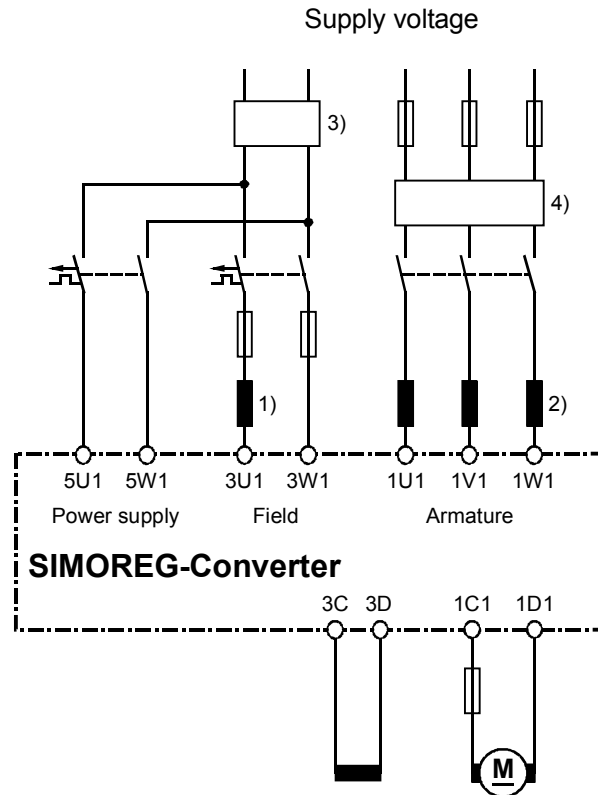 Supply voltage
3)
4)
1)
2)
5U1 5W1 3U1 3W1 1U1 1V1 1W1
Power supply Field Armature
SIMOREG-Converter
3C 3D 1C1 1D1
M